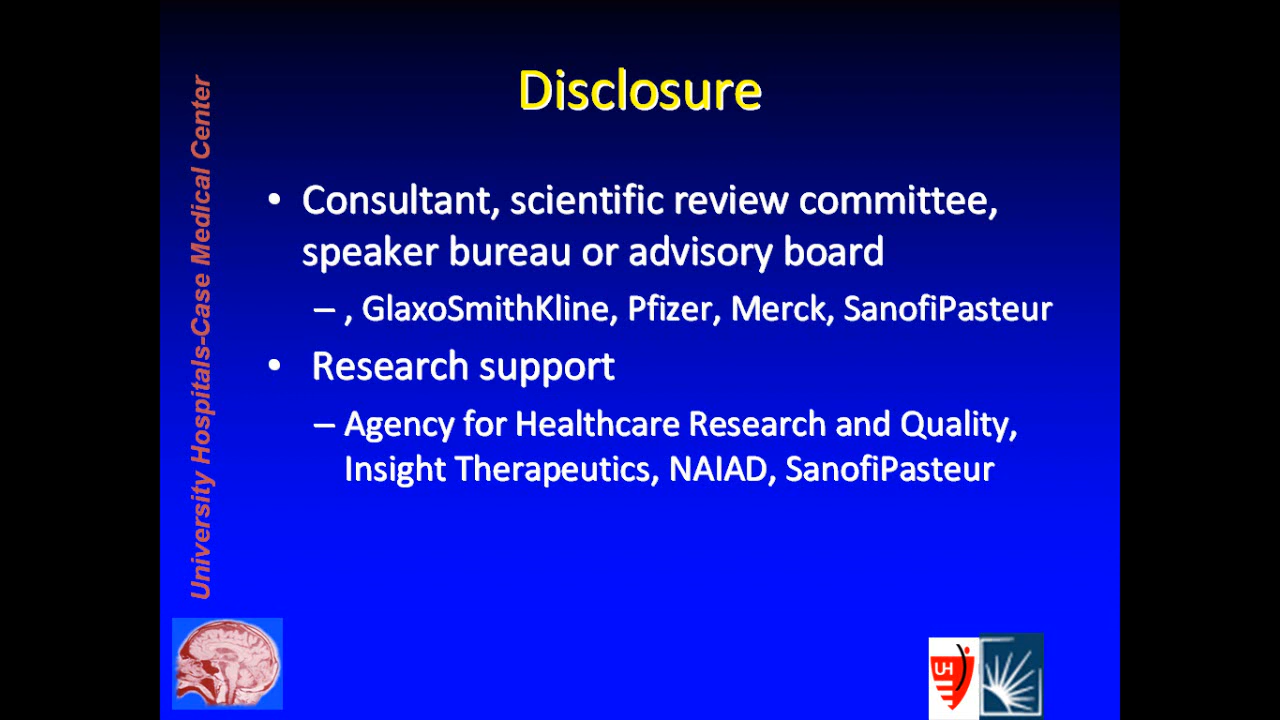 Disclosure
University Hospitals-Case Medical Center
• Consultant, scientific review committee,
speaker bureau or advisory board
– , GlaxoSmithKline, Pfizer, Merck, SanofiPasteur
• Research support
– Agency for Healthcare Research and Quality,
Insight Therapeutics, NAIAD, SanofiPasteur
UH